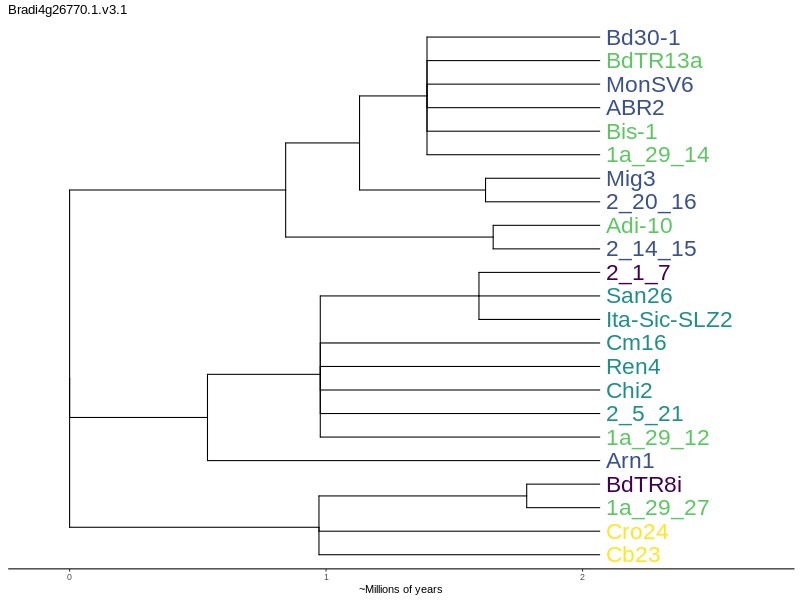 Bradi4g26770.1.v3.1
Bd30-1
BdTR13a
MonSV6
ABR2
Bis-1
1a_29_14
Mig3
2_20_16
Adi-10
2_14_15
2_1_7
San26
Ita-Sic-SLZ2
Cm16
Ren4
Chi2
2_5_21
1a_29_12
Arn1
BdTR8i
1a_29_27
Cro24
Cb23
0 1 2
~Millions of years